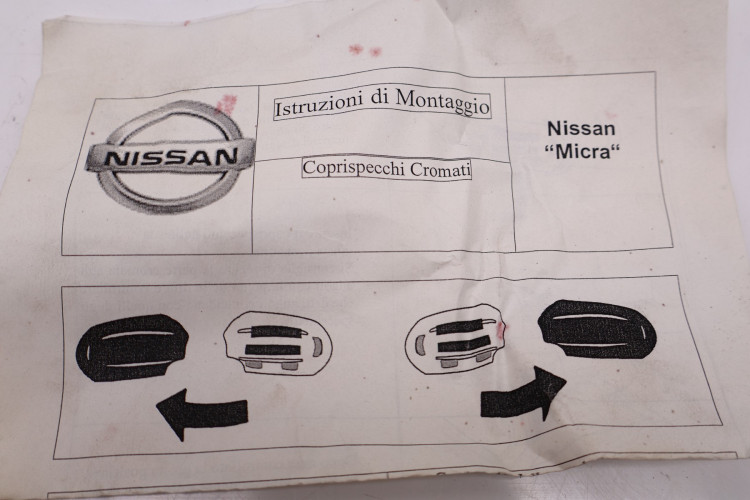 NISSAN
Istruzioni di Montaggio
Coprispecchi Cromati
Nissan
“Micra“